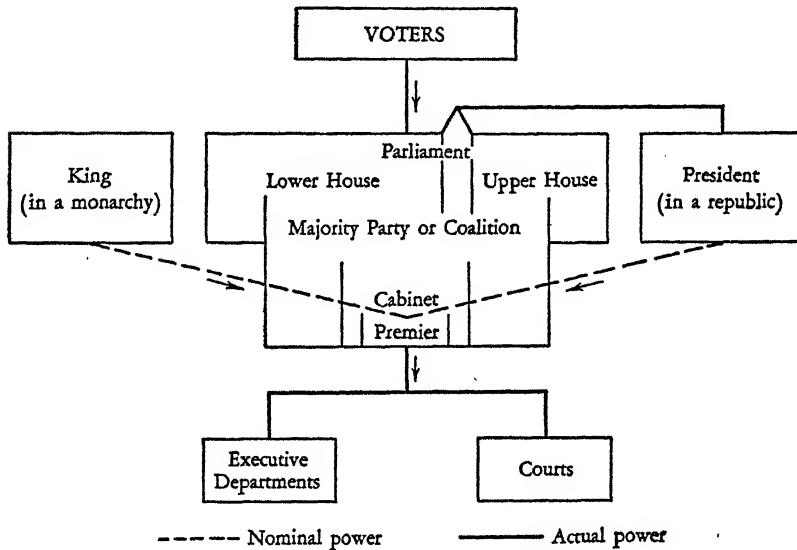 VOTERS
Parliament
King
(in a monarchy)
Lower House
Upper House
President
(in a republic)
Majority Party or Coalition
Cabinet
Premier
Executive
Departments
Courts
Nominal power
Actual power